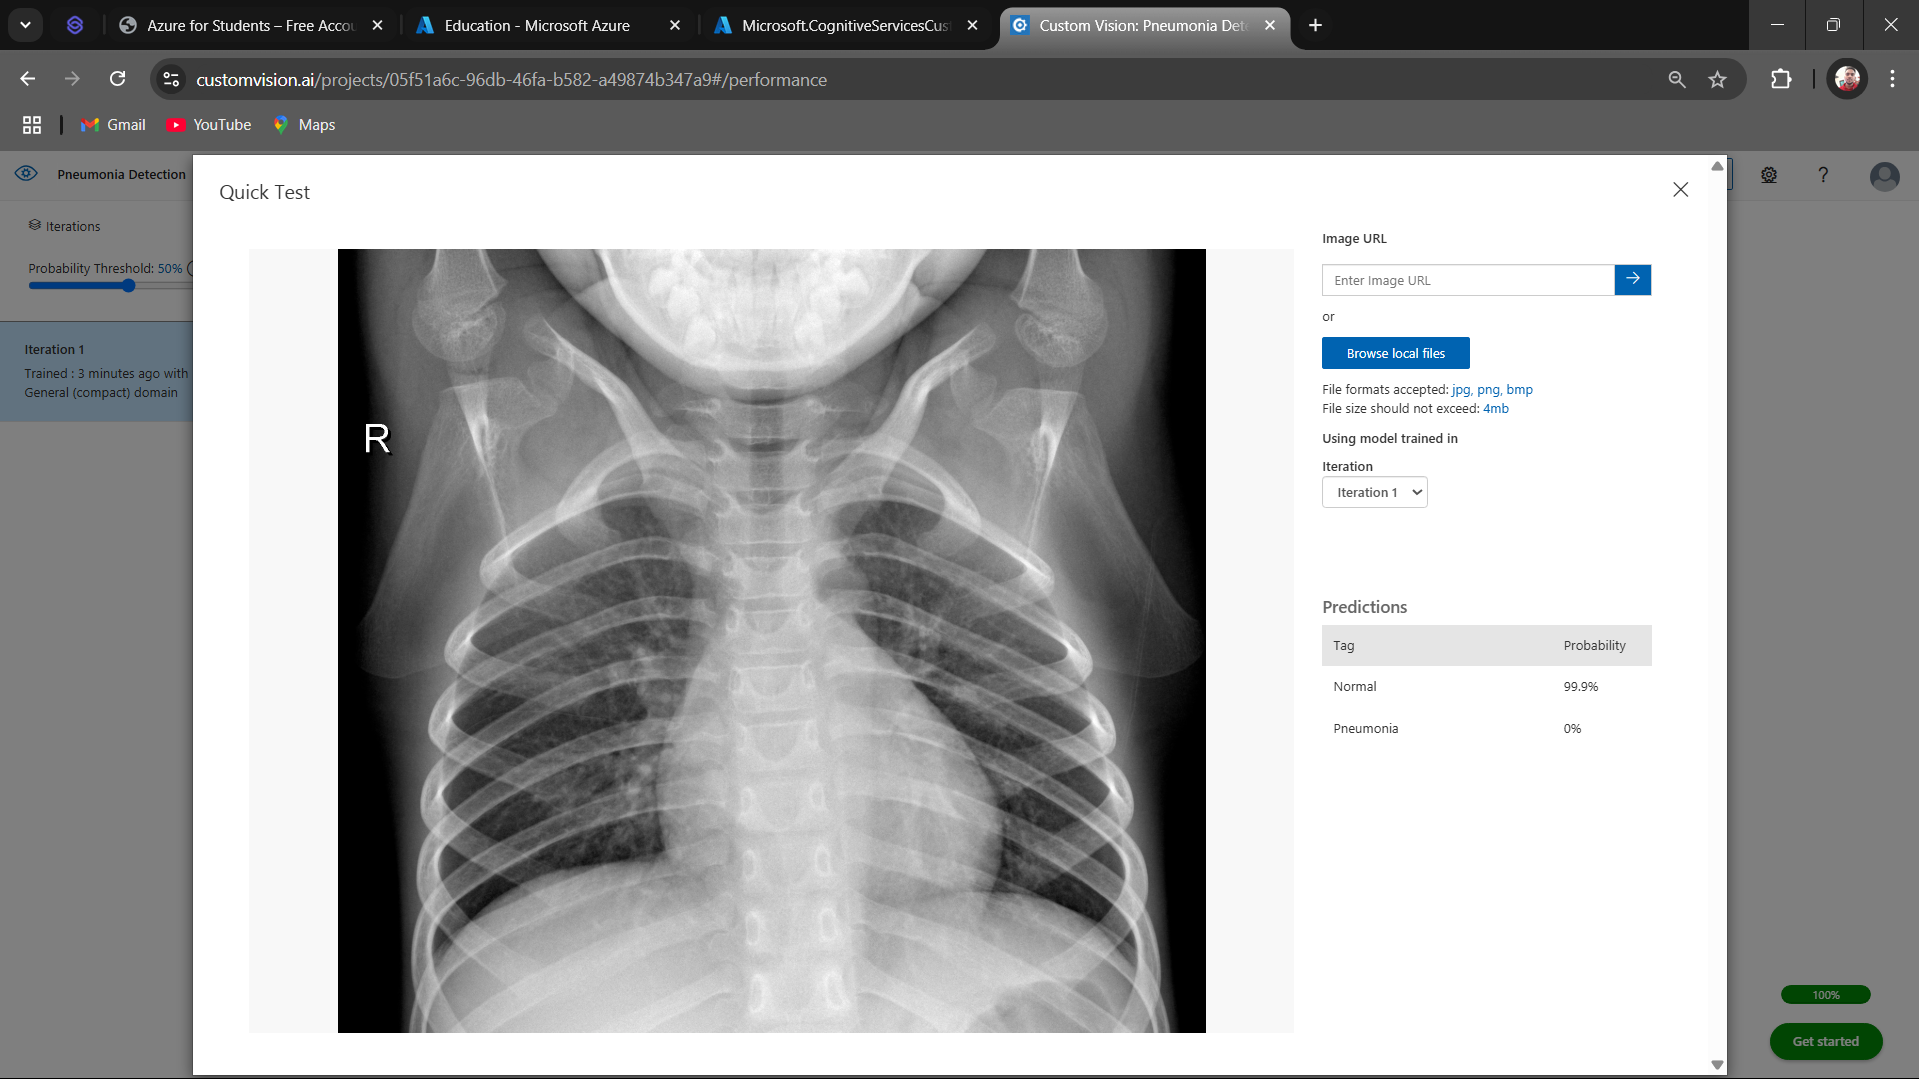 Azure for Students – Free Accou
Education - Microsoft Azure
Microsoft.CognitiveServicesCus
Custom Vision: Pneumonia Det
customvision.ai/projects/05f51a6c-96db-46fa-b582-a49874b347a9#/performance
Gmail
YouTube
Maps
Pneumonia Detection
Iterations
Probability Threshold: 50%
Iteration 1
Trained : 3 minutes ago with
General (compact) domain
Quick Test
R
Image URL
Enter Image URL
or
Browse local files
File formats accepted: jpg, png, bmp
File size should not exceed: 4mb
Using model trained in
Iteration
Iteration 1
Predictions
Tag Probability
Normal 99.9%
Pneumonia 0%
?
100%
Get started